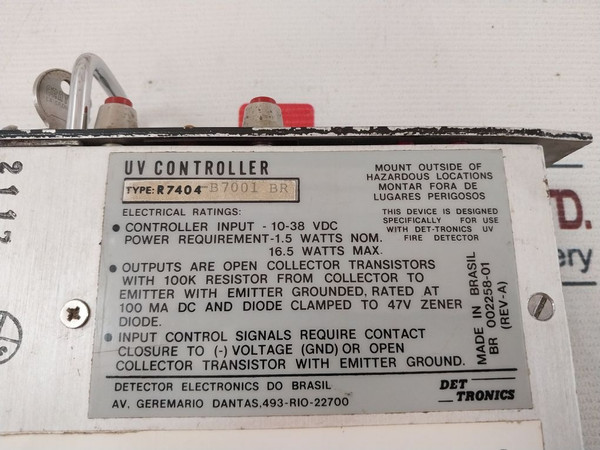 UV CONTROLLER
TYPE: R7404-B7001 BR
ELECTRICAL RATINGS:
• CONTROLLER INPUT - 10-38 VDC
POWER REQUIREMENT-1.5 WATTS NOM.
16.5 WATTS MAX.
• OUTPUTS ARE OPEN COLLECTOR TRANSISTORS
WITH 100K RESISTOR FROM COLLECTOR TO
EMITTER WITH EMITTER GROUNDED, RATED AT
100 MA DC AND DIODE CLAMPED TO 47V ZENER
DIODE.
• INPUT CONTROL SIGNALS REQUIRE CONTACT
CLOSURE TO (-) VOLTAGE (GND) OR OPEN
COLLECTOR TRANSISTOR WITH EMITTER GROUND.
MOUNT OUTSIDE OF
HAZARDOUS LOCATIONS
MONTAR FORA DE
LUGARES PERIGOSOS
THIS DEVICE IS DESIGNED
SPECIFICALLY FOR USE
WITH DET-TRONICS UV
FIRE DETECTOR
MADE IN BRASIL
BR 002258-01
(REV-A)
DETECTOR ELECTRONICS DO BRASIL
AV. GEREMARIO DANTAS, 493-RIO-22700
DET
TRONICS
2117
TD.
ery